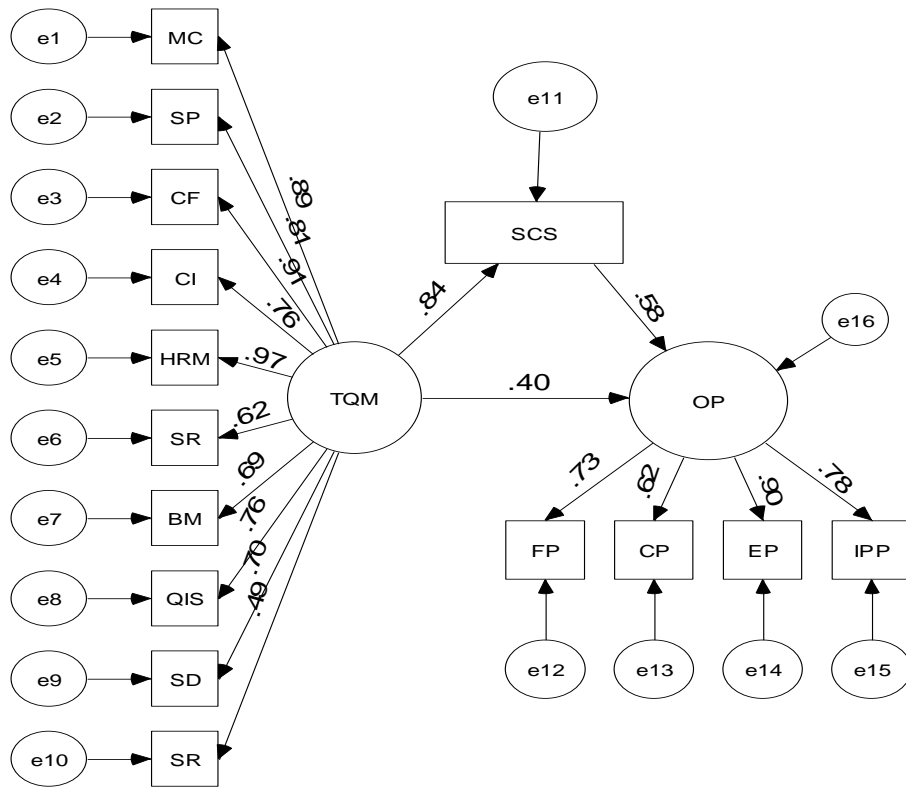 e1
MC
e2
SP
e3
CF
e4
CI
e5
HRM
e6
SR
e7
BM
e8
QIS
e9
SD
e10
SR
.89
.81
.91
.76
.97
.62
.69
.76
.70
.49
TQM
e11
SCS
.84
.58
.40
e16
OP
.73
.62
.90
.78
FP
CP
EP
IPP
e12
e13
e14
e15